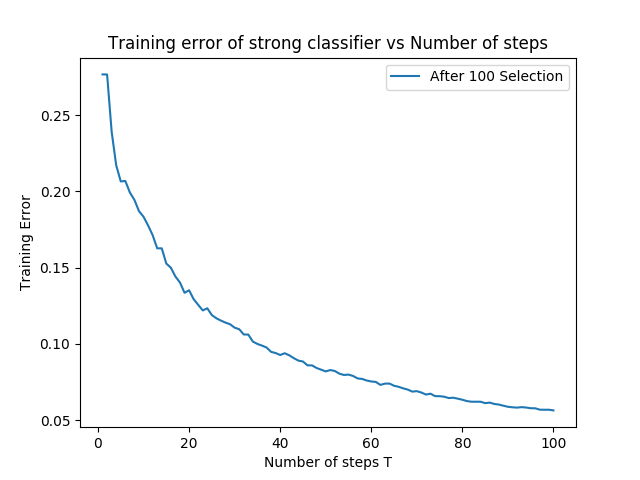 Training error of strong classifier vs Number of steps
After 100 Selection
0.25
0.20
0.15
0.10
0.05
Training Error
0
20
40
60
80
100
Number of steps T